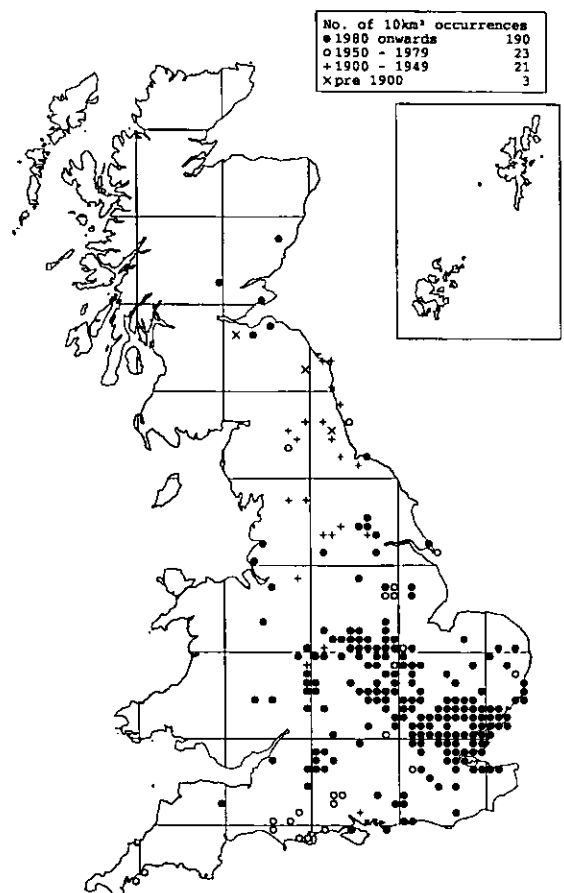 No. of 10km² occurrences
● 1980 onwards 190
○ 1950 - 1979 23
+ 1900 - 1949 21
× pre 1900 3